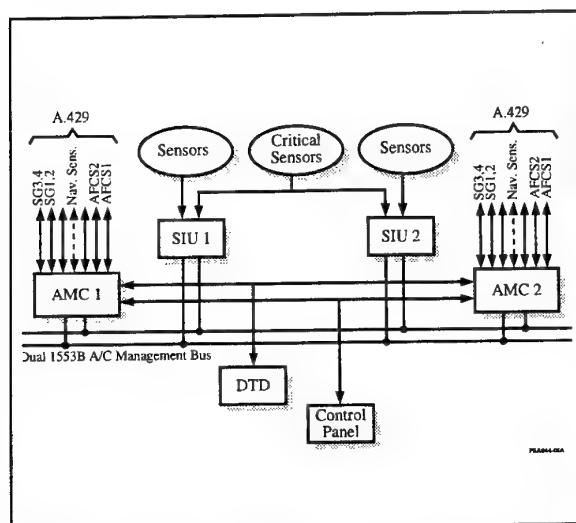 A.429
A.429
Sensors
Critical
Sensors
Sensors
SG3,4
SG1,2
Nav. Sens.
AFCS2
AFCS1
SG3,4
SG1,2
Nav. Sens.
AFCS2
AFCS1
SIU 1
SIU 2
AMC 1
AMC 2
Dual 1553B A/C Management Bus
DTD
Control
Panel